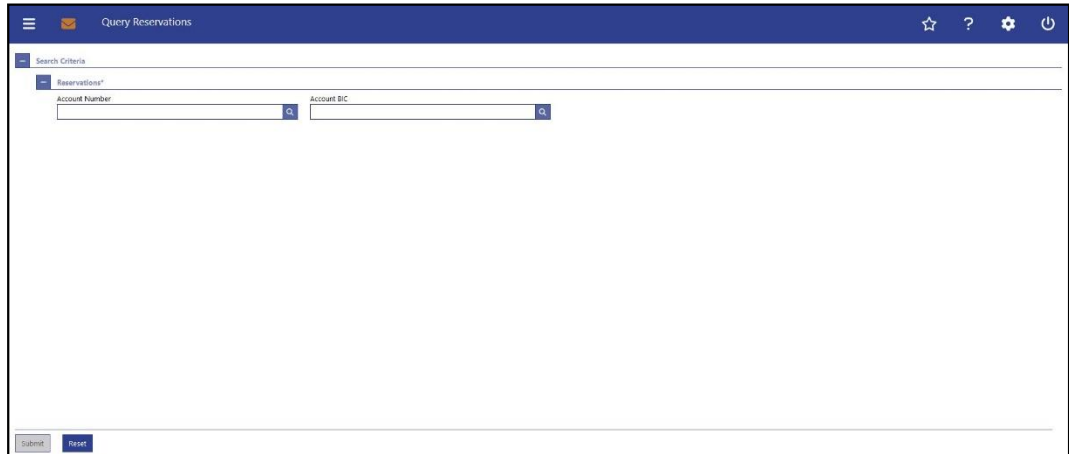 Query Reservations
?
Search Criteria
Reservations*
Account Number Account BIC
Submit Reset